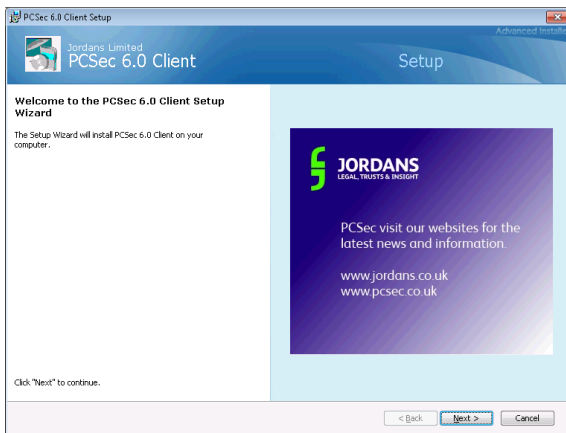 PCSec 6.0 Client Setup
Advanced Installe
Jordans Limited
PCSec 6.0 Client
Setup
Welcome to the PCSec 6.0 Client Setup
Wizard
The Setup Wizard will install PCSec 6.0 Client on your
computer.
JORDANS
LEGAL, TRUSTS & INSIGHT
PCSec visit our websites for the
latest news and information.
www.jordans.co.uk
www.pcsec.co.uk
Click "Next" to continue.
< Back
Next >
Cancel